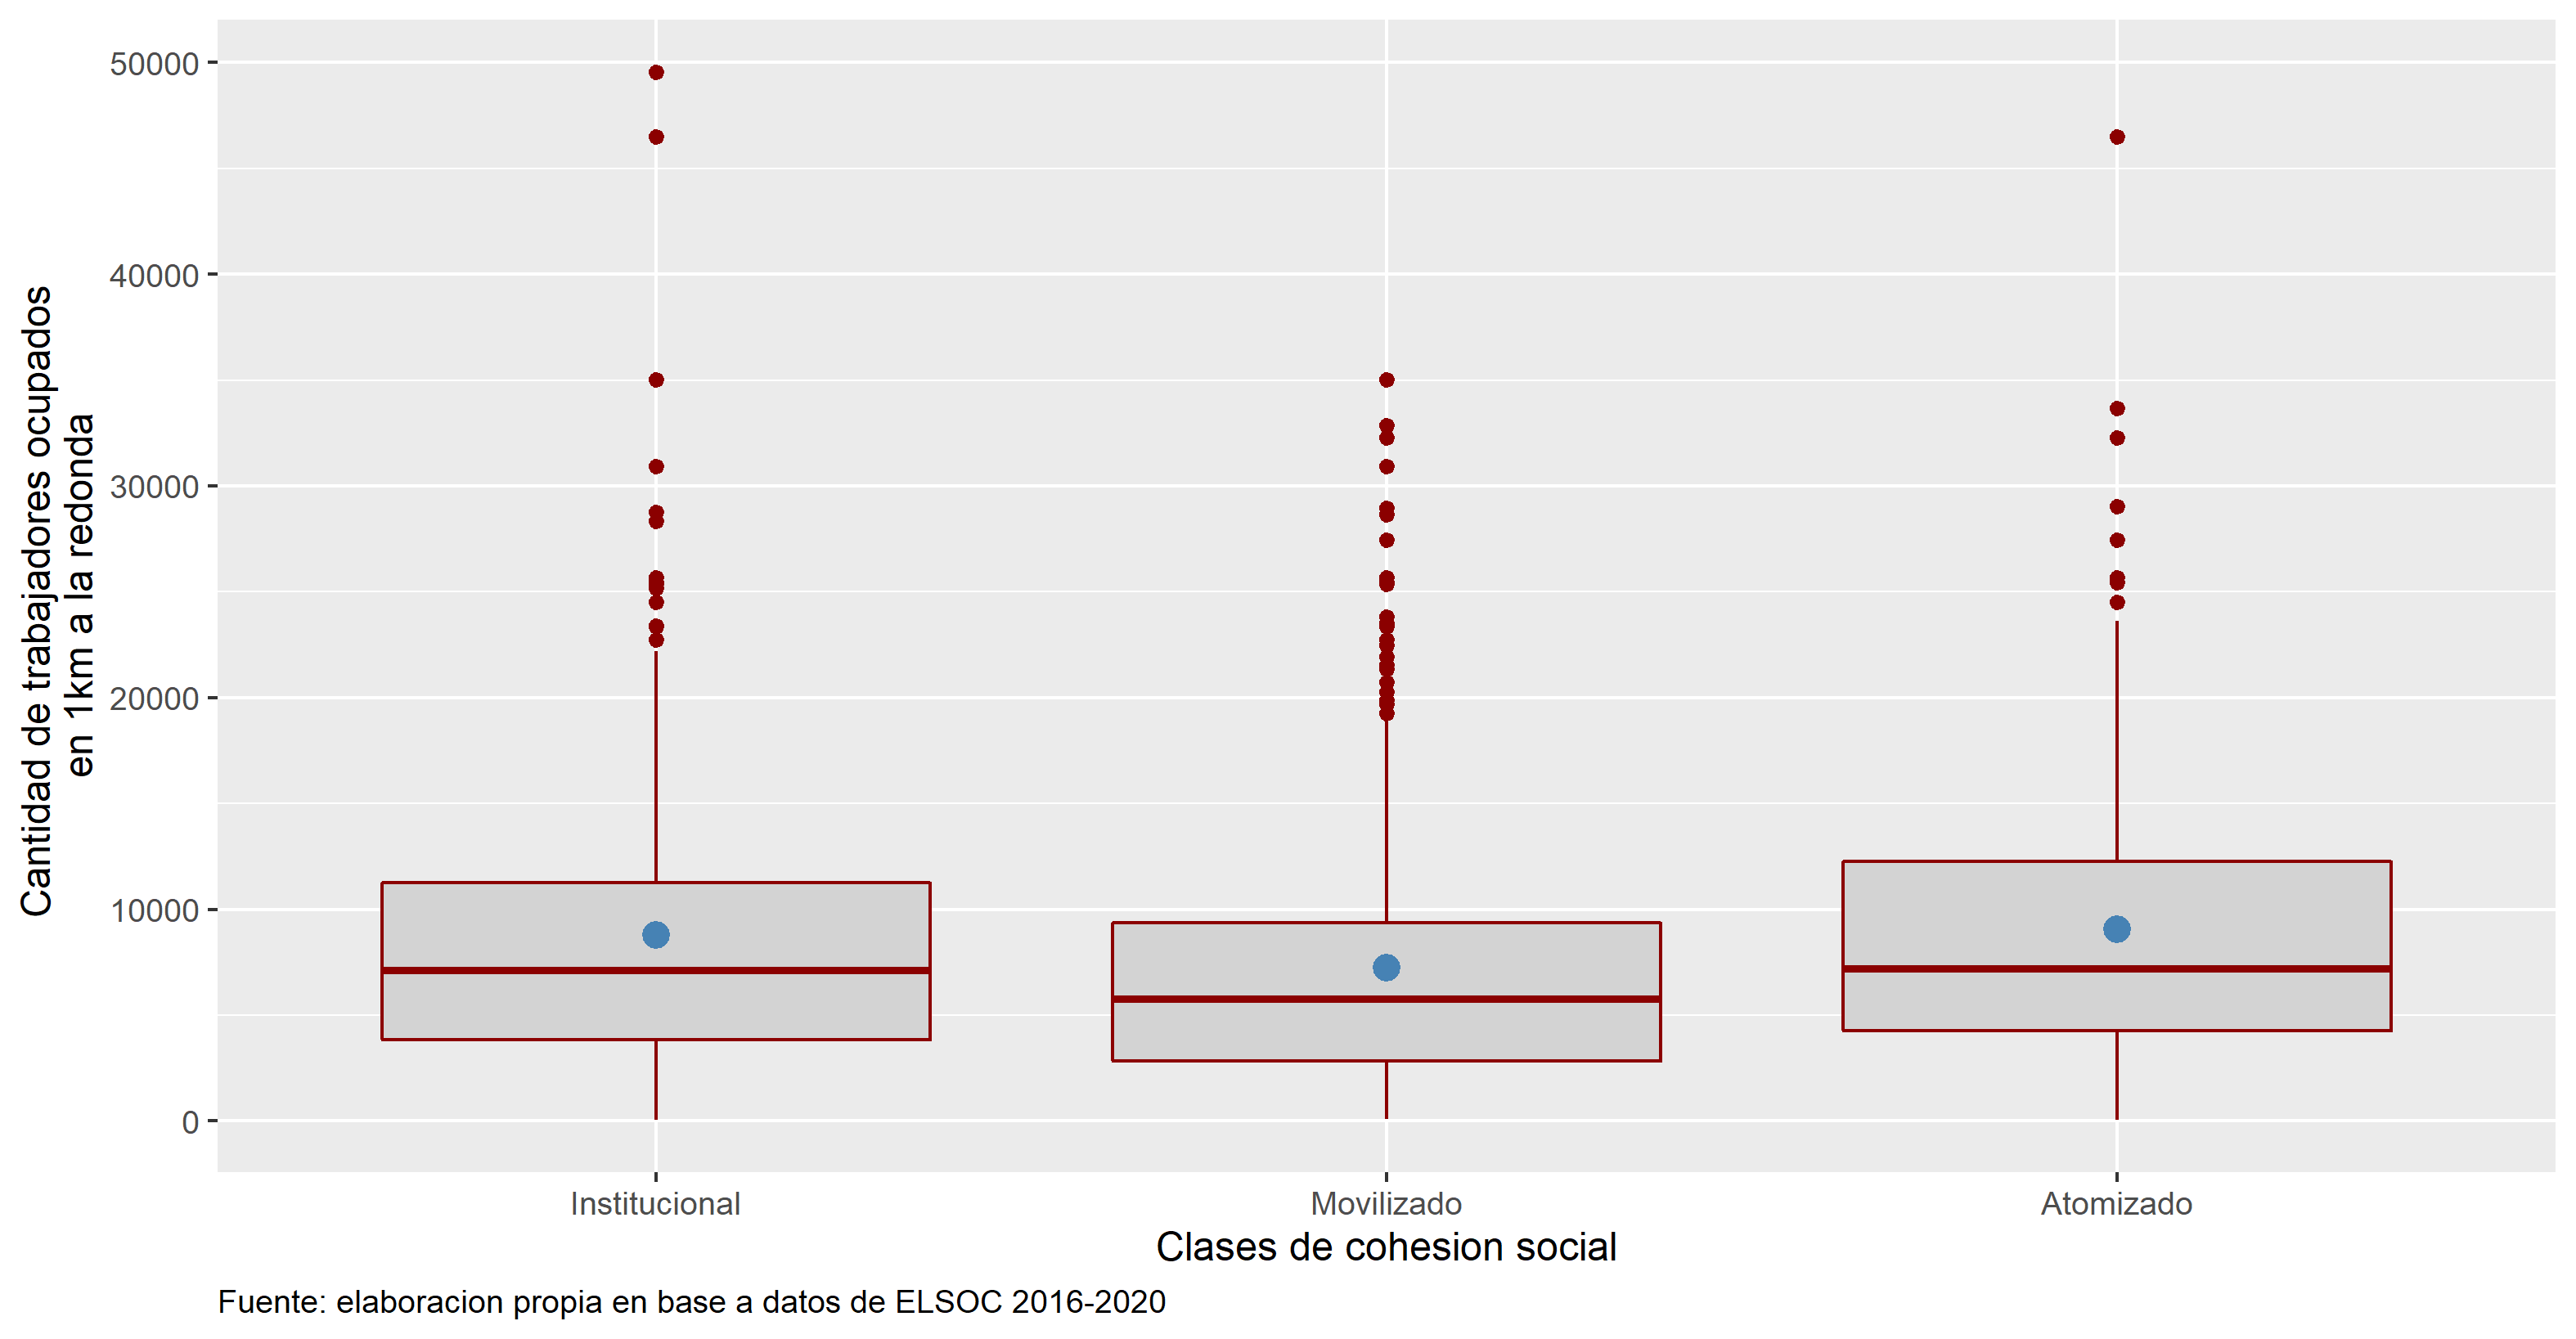 Cantidad de trabajadores ocupados
en 1km a la redonda
50000
40000
30000
20000
10000
0
Institucional
Movilizado
Atomizado
Clases de cohesion social
Fuente: elaboracion propia en base a datos de ELSOC 2016-2020